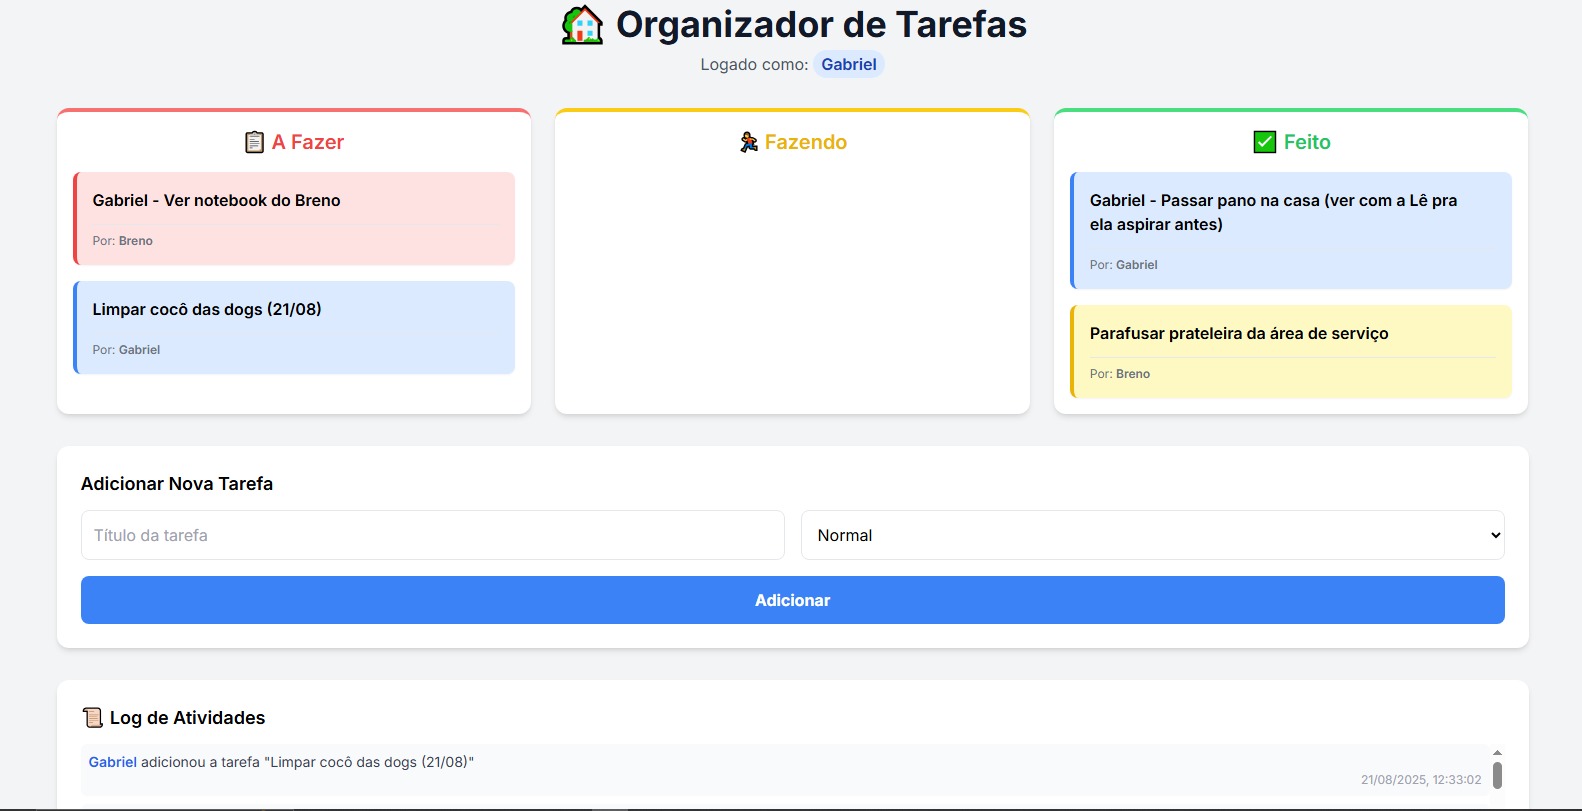 Organizador de Tarefas
Logado como: Gabriel
A Fazer
Gabriel - Ver notebook do Breno
Por: Breno
Limpar cocô das dogs (21/08)
Por: Gabriel
Fazendo
Feito
Gabriel - Passar pano na casa (ver com a Lê pra
ela aspirar antes)
Por: Gabriel
Parafusar prateleira da área de serviço
Por: Breno
Adicionar Nova Tarefa
Título da tarefa
Normal
Adicionar
Log de Atividades
Gabriel adicionou a tarefa "Limpar cocô das dogs (21/08)"
21/08/2025, 12:33:02